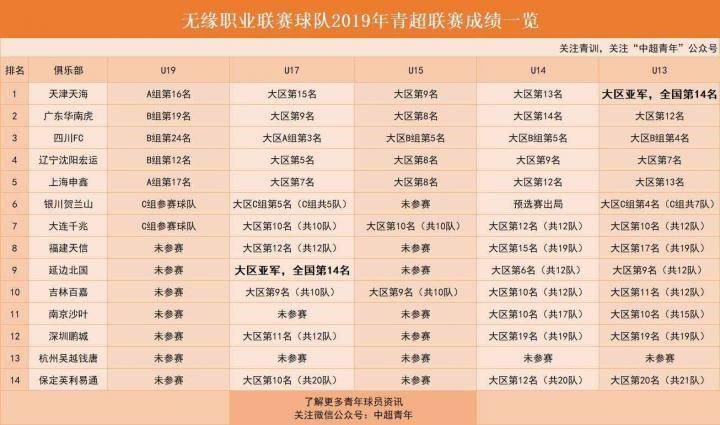 无缘职业联赛球队2019年青超联赛成绩一览
关注青训，关注“中超青年”公众号
排名 俱乐部 U19 U17 U15 U14 U13
1 天津天海 A组第16名 大区第15名 大区第9名 大区第13名 大区亚军，全国第14名
2 广东华南虎 B组第19名 大区第9名 大区第8名 大区第14名 大区第12名
3 四川FC B组第24名 大区A组第3名 大区B组第5名 大区B组第5名 大区B组第4名
4 辽宁沈阳宏运 B组第12名 大区第5名 大区第8名 大区第9名 大区第7名
5 上海申鑫 A组第17名 大区第7名 大区第8名 大区第12名 大区第13名
6 银川贺兰山 C组参赛球队 大区C组第5名（C组共5队） 未参赛 预选赛出局 大区C组第4名（C组共7队）
7 大连千兆 C组参赛球队 大区第10名（共10队） 大区第10名（共10队） 大区第12名（共12队） 大区第12名（共12队）
8 福建天信 未参赛 大区第12名（共12队） 未参赛 大区第15名（共19队） 大区第17名（共19队）
9 延边北国 未参赛 大区亚军，全国第14名 未参赛 大区第6名（共12队） 大区第9名（共12队）
10 吉林百嘉 未参赛 大区第9名（共10队） 大区第9名（共10队） 大区第10名（共12队） 大区第11名（共12队）
11 南京沙叶 未参赛 未参赛 未参赛 大区第10名（共12队） 大区第10名（共15队）
12 深圳鹏城 未参赛 大区第11名（共12队） 未参赛 大区第19名（共19队） 大区第19名（共19队）
13 杭州吴越钱唐 未参赛 未参赛 未参赛 未参赛 未参赛
14 保定英利易通 未参赛 大区第10名（共20队） 未参赛 大区第12名（共20队） 大区第20名（共21队）
了解更多青年球员资讯
关注微信公众号：中超青年